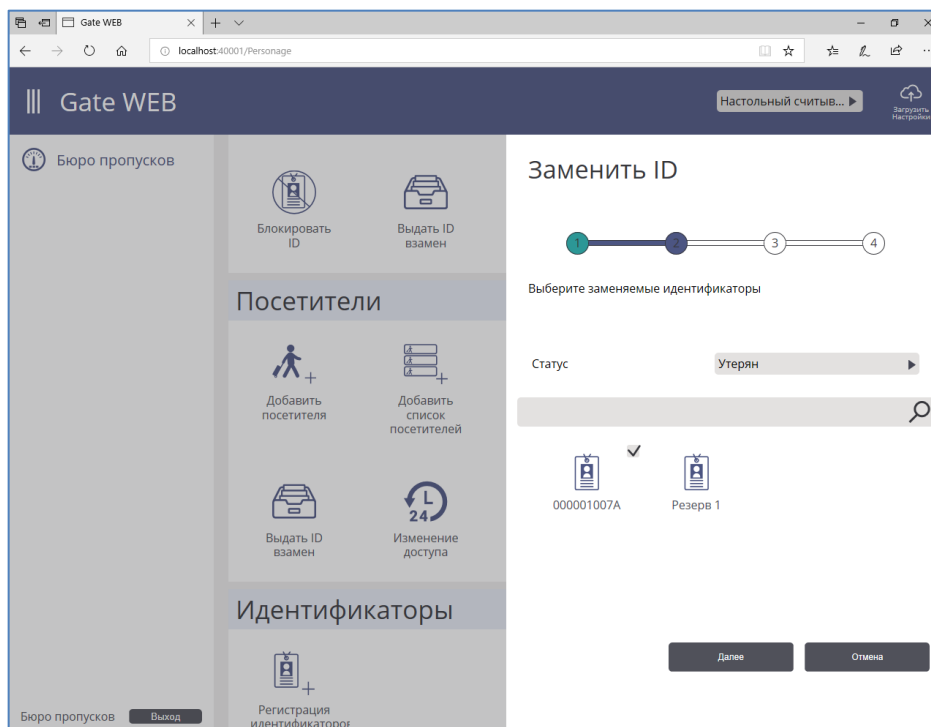 Gate WEB
localhost:40001/Personage
Gate WEB
Настольный считыв...
Загрузить
Настройки
Бюро пропусков
Блокировать
ID
Выдать ID
взамен
Посетители
Добавить
посетителя
Добавить
список
посетителей
24
Выдать ID
взамен
Изменение
доступа
Идентификаторы
Регистрация
идентификаторов
Бюро пропусков
Выход
Заменить ID
1
2
3
4
Выберите заменяемые идентификаторы
Статус
Утерян
000001007A
Резерв 1
Далее
Отмена